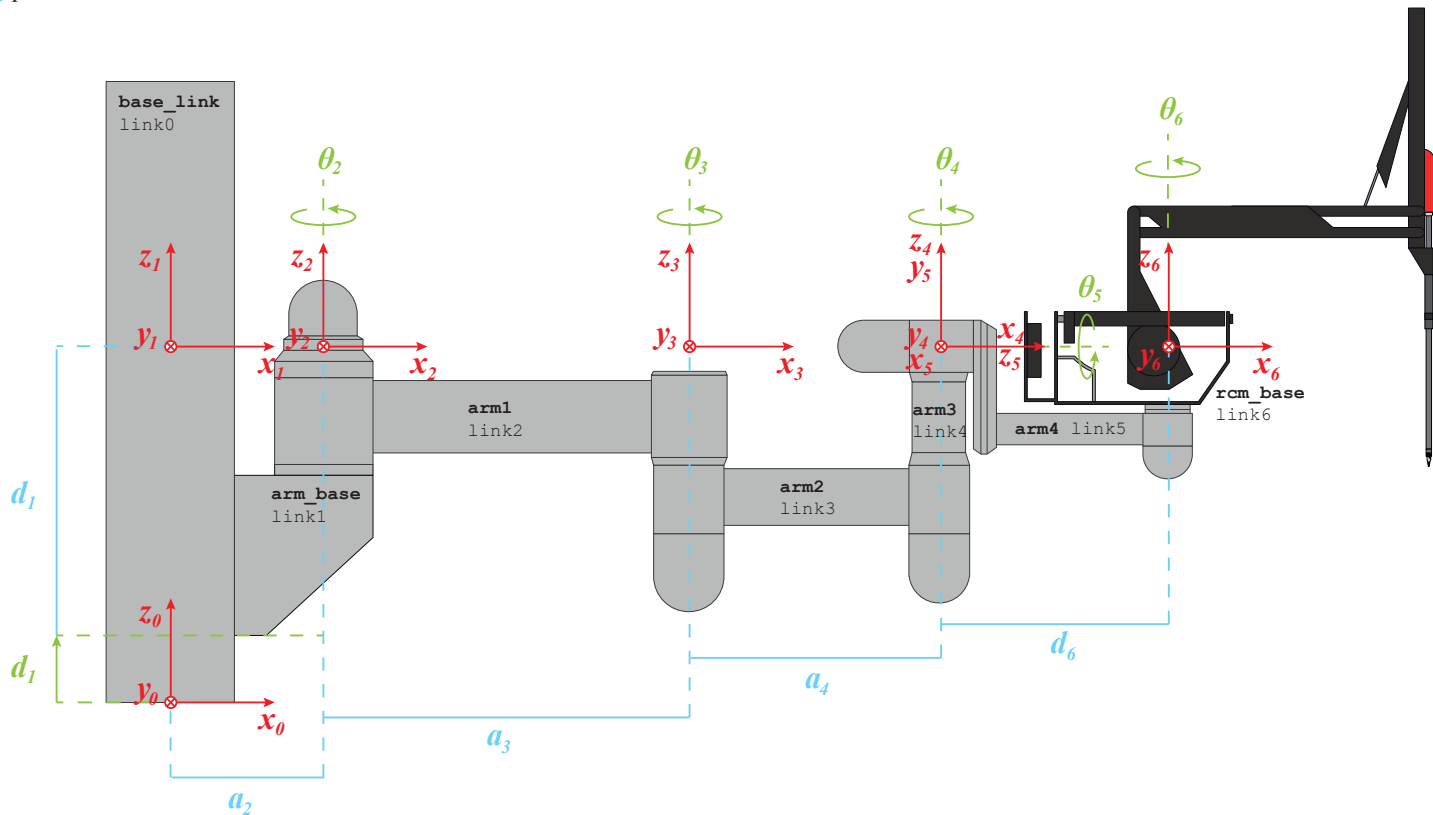 base_link
link0
θ2
θ3
θ4
θ6
z1
z2
z3
z4
y5
z6
θ5
y1
x1
y2
x2
y3
x3
y4
x5
x4
z5
y6
x6
rcm_base
link6
arm1
link2
arm3
link4
arm4 link5
arm_base
link1
arm2
link3
d1
z0
d1
y0
x0
d6
a4
a3
a2